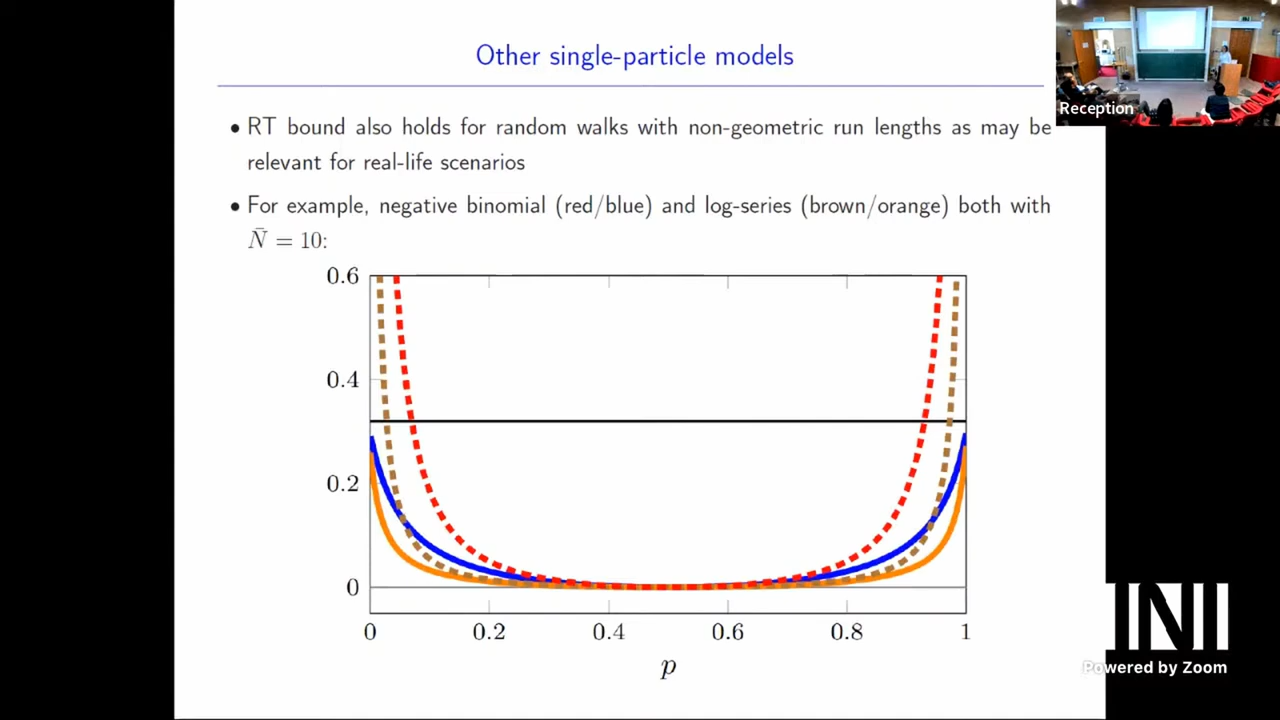 Other single-particle models
Reception
• RT bound also holds for random walks with non-geometric run lengths as may be
relevant for real-life scenarios
• For example, negative binomial (red/blue) and log-series (brown/orange) both with
N̄ = 10:
0.6
0.4
0.2
0
0 0.2 0.4 0.6 0.8 1
p
INI
Powered by Zoom